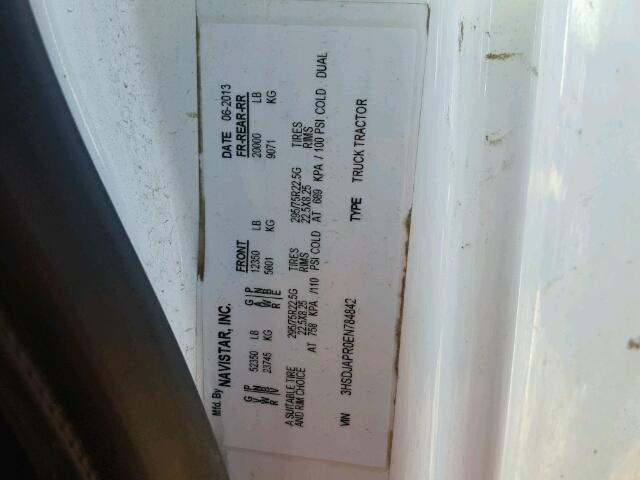 Mfd. By NAVISTAR, INC. DATE 06-2013
G P FRONT FR-REAR-RR
V N 52350 LB A N 12350 LB 20000 LB
W B 23745 KG W B 5601 KG 9071 KG
R V R E
A SUITABLE TIRE 295/75R22.5G TIRES 295/75R22.5G TIRES
AND RIM CHOICE 22.5X8.25 RIMS 22.5X8.25 RIMS
AT 758 KPA /110 PSI COLD AT 689 KPA / 100 PSI COLD DUAL
VIN 3HSDJAPR0EN784842 TYPE TRUCK TRACTOR